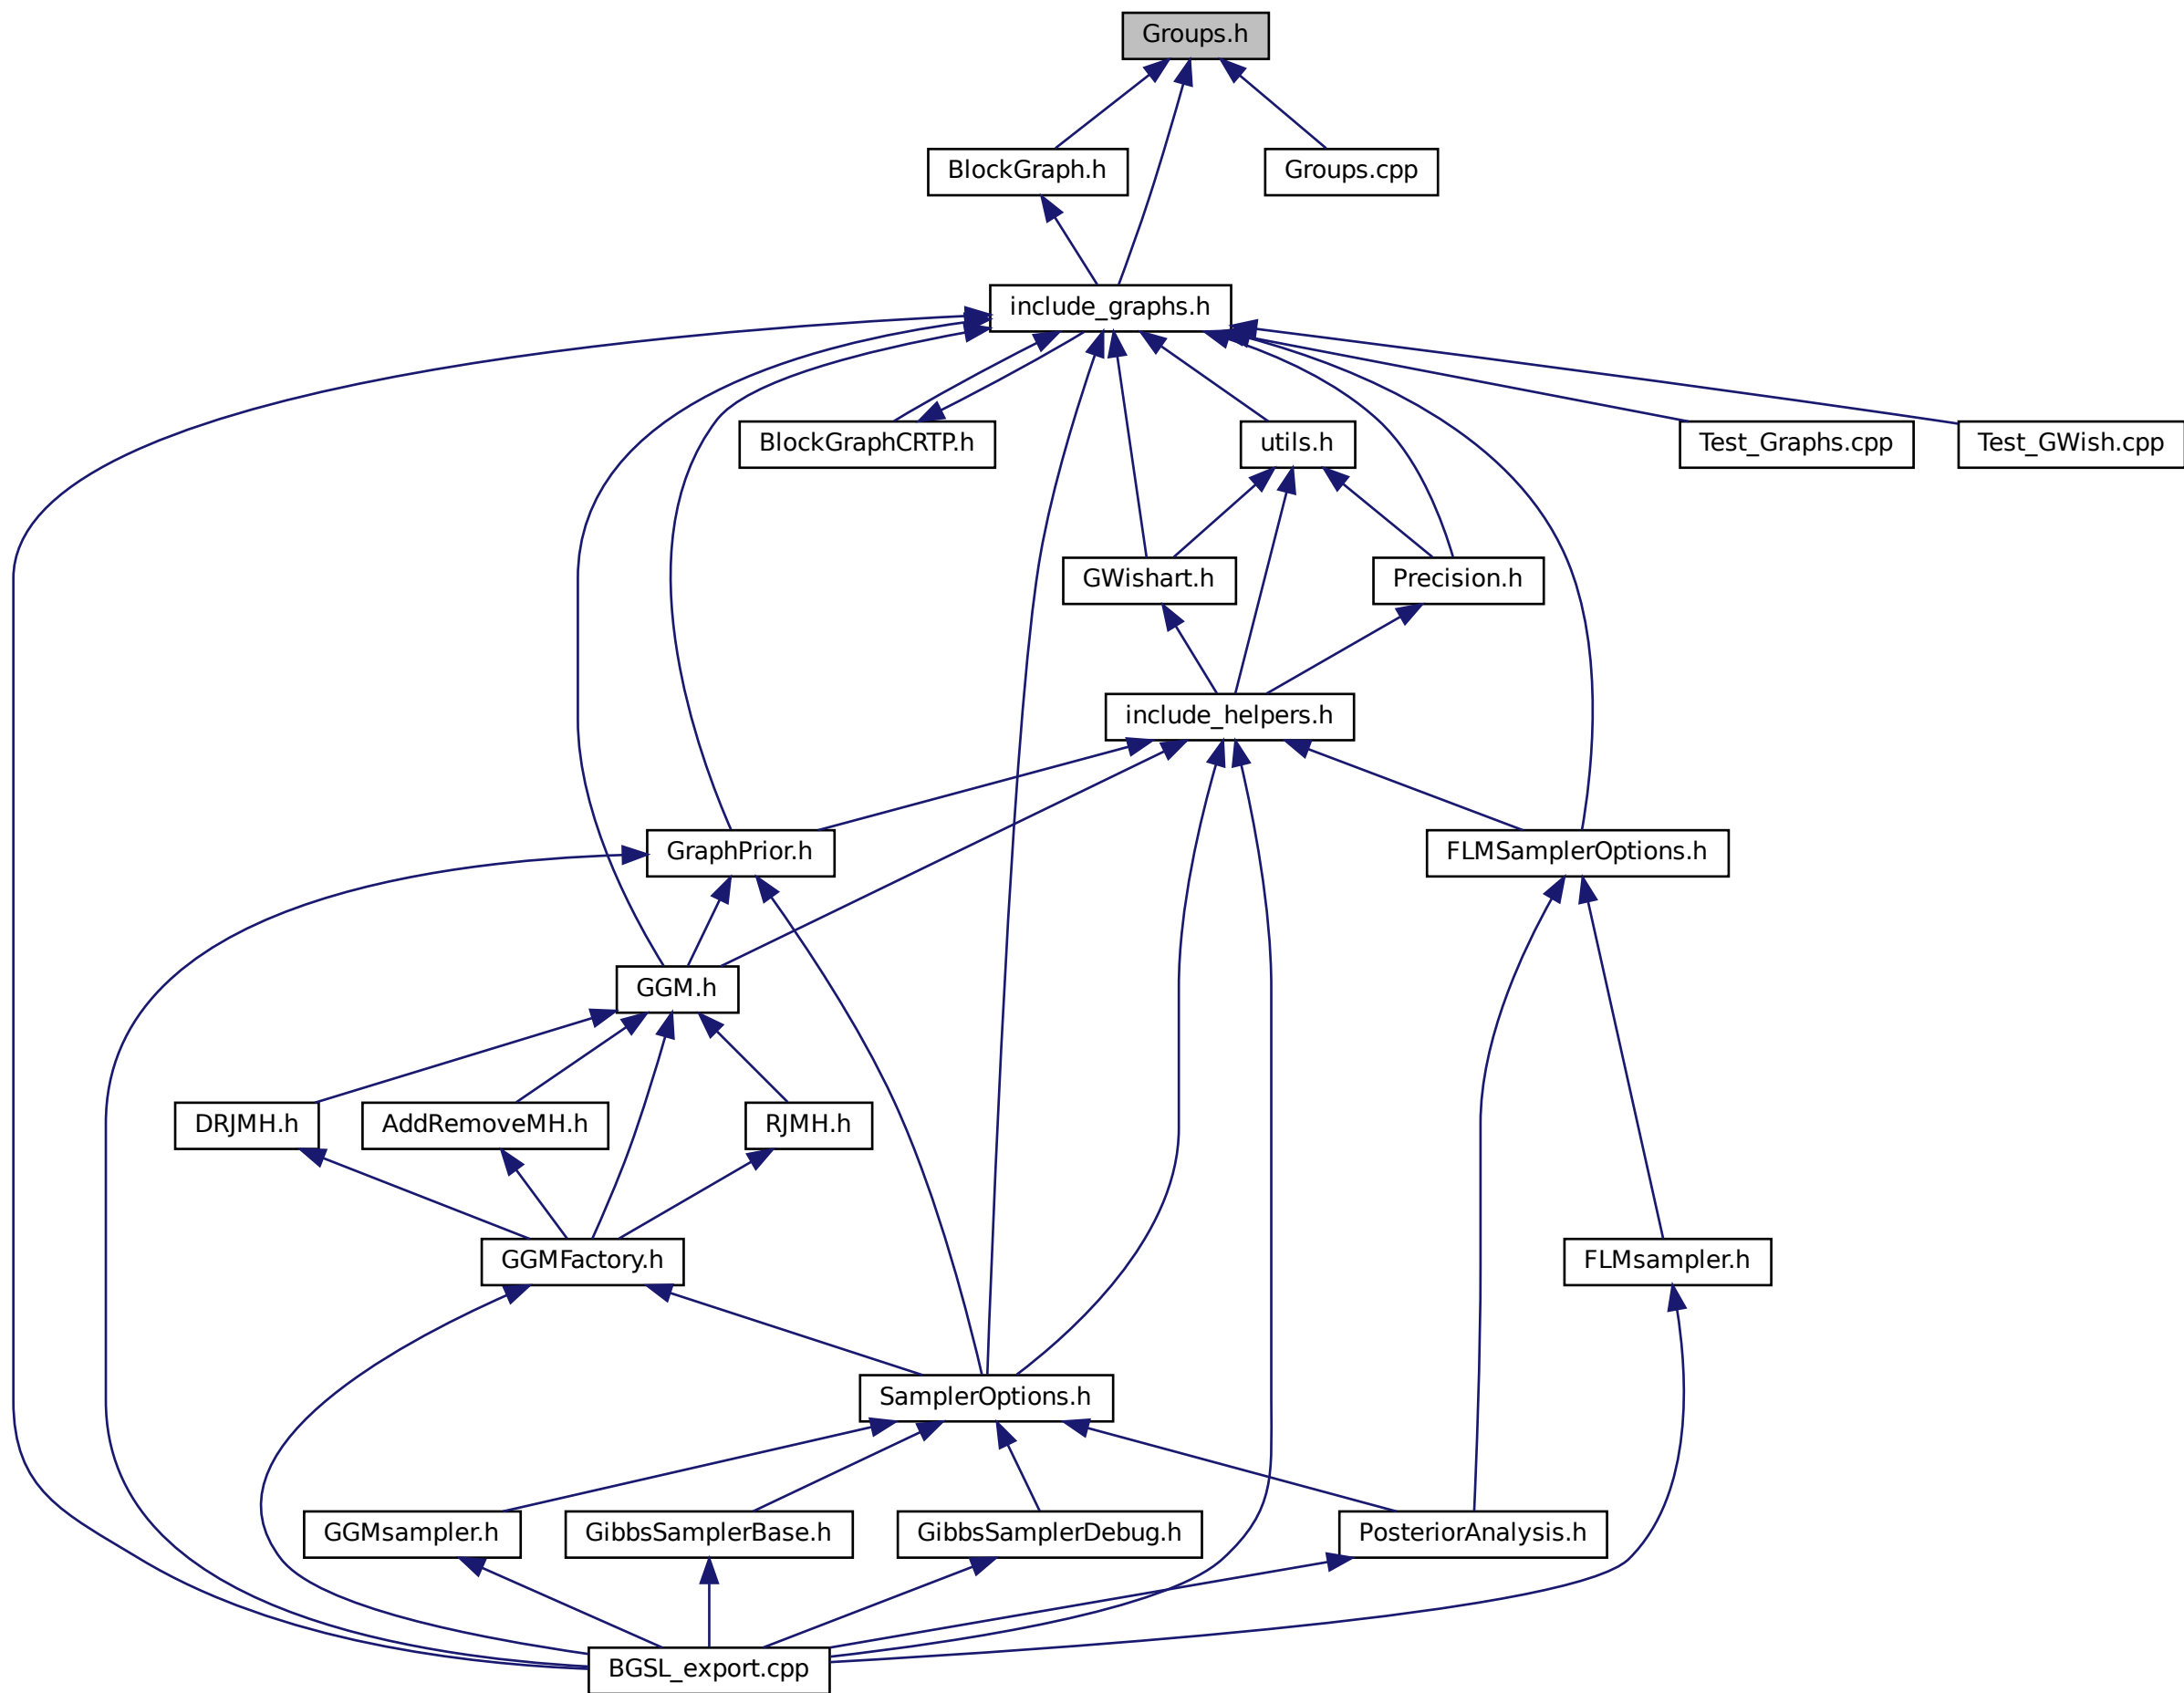 Groups.h
BlockGraph.h
Groups.cpp
include_graphs.h
BlockGraphCRTP.h
utils.h
Test_Graphs.cpp
Test_GWish.cpp
GWishart.h
Precision.h
include_helpers.h
GraphPrior.h
FLMSamplerOptions.h
GGM.h
DRJMH.h
AddRemoveMH.h
RJMH.h
GGMFactory.h
FLMsampler.h
SamplerOptions.h
GGMsampler.h
GibbsSamplerBase.h
GibbsSamplerDebug.h
PosteriorAnalysis.h
BGSL_export.cpp